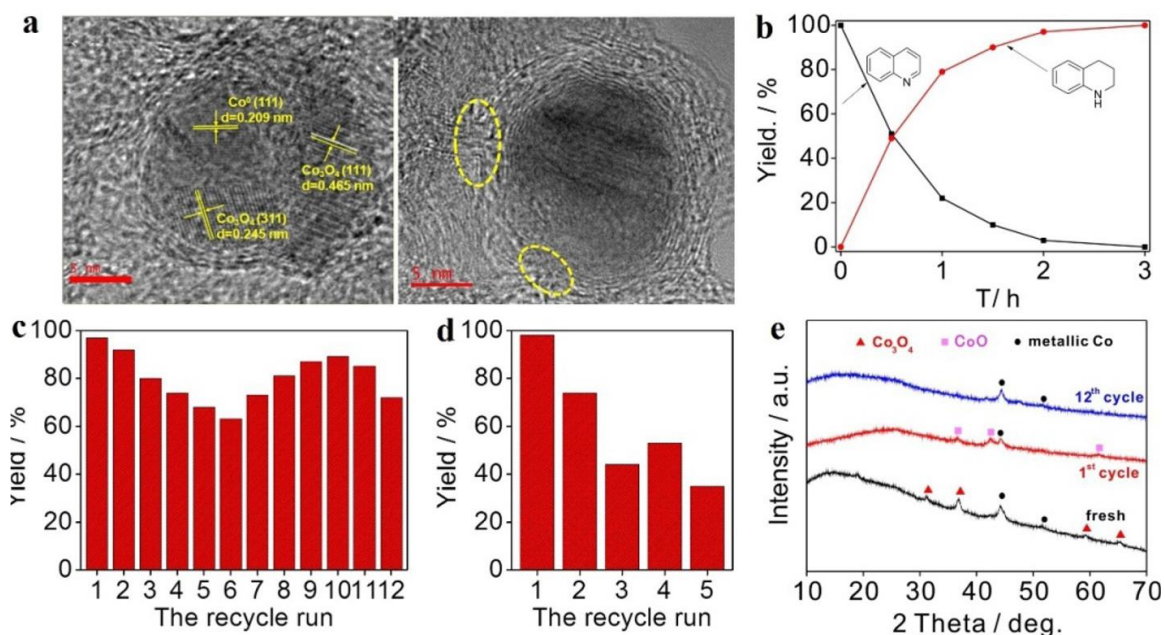 a
Co⁰ (111)
d=0.209 nm
Co₃O₄ (111)
d=0.465 nm
Co₃O₄ (311)
d=0.245 nm
5 nm
5 nm
b
Yield. / %
100
80
60
40
20
0
N
N
H
0 1 2 3
T/ h
c
Yield / %
100
80
60
40
20
0
1 2 3 4 5 6 7 8 9 10 11 12
The recycle run
d
Yield / %
100
80
60
40
20
0
1 2 3 4 5
The recycle run
e
Intensity / a.u.
Co₃O₄ CoO metallic Co
12ᵗʰ cycle
1ˢᵗ cycle
fresh
10 20 30 40 50 60 70
2 Theta / deg.